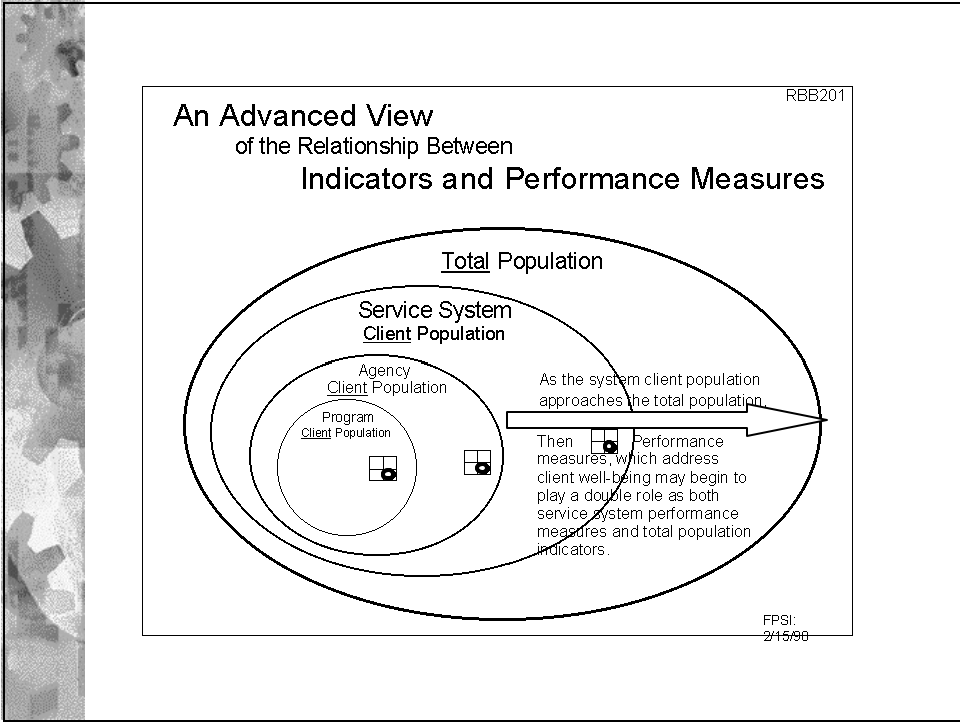 RBB201
An Advanced View
of the Relationship Between
Indicators and Performance Measures
Total Population
Service System
Client Population
Agency
Client Population
Program
Client Population
As the system client population
approaches the total population,
Then Performance
measures, which address
client well-being may begin to
play a double role as both
service system performance
measures and total population
indicators.
FPSI:
2/15/90